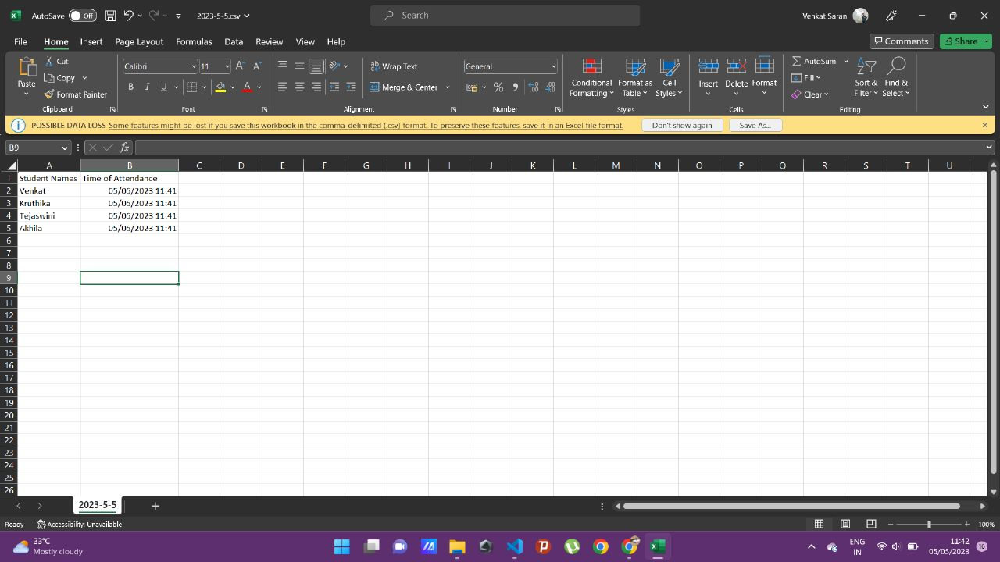 AutoSave Off 2023-5-5.csv Search Venkat Saran
File Home Insert Page Layout Formulas Data Review View Help Comments Share
Paste Cut Copy Format Painter Clipboard
Calibri 11 B I U A Font
Wrap Text Merge & Center Alignment
General % Number
Conditional Formatting Format as Table Cell Styles Styles
Insert Delete Format Cells
AutoSum Fill Clear Sort & Filter Find & Select Editing
POSSIBLE DATA LOSS Some features might be lost if you save this workbook in the comma-delimited (.csv) format. To preserve these features, save it in an Excel file format. Don't show again Save As...
B9 fx
A B C D E F G H I J K L M N O P Q R S T U
1 Student Names Time of Attendance
2 Venkat 05/05/2023 11:41
3 Kruthika 05/05/2023 11:41
4 Tejaswini 05/05/2023 11:41
5 Akhila 05/05/2023 11:41
6
7
8
9
10
11
12
13
14
15
16
17
18
19
20
21
22
23
24
25
26
2023-5-5
Ready Accessibility: Unavailable 100%
33°C
Mostly cloudy
ENG
IN
11:42
05/05/2023
16